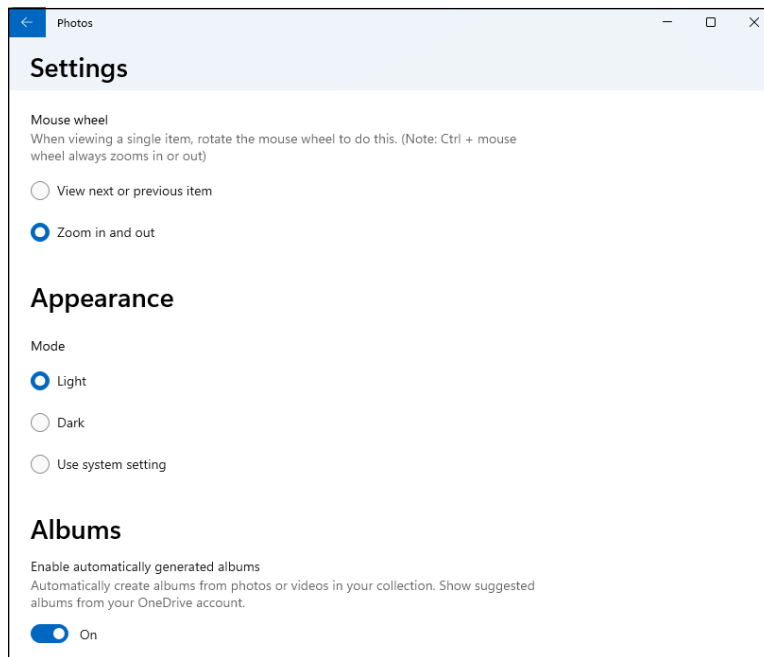 Photos
Settings
Mouse wheel
When viewing a single item, rotate the mouse wheel to do this. (Note: Ctrl + mouse
wheel always zooms in or out)
View next or previous item
Zoom in and out
Appearance
Mode
Light
Dark
Use system setting
Albums
Enable automatically generated albums
Automatically create albums from photos or videos in your collection. Show suggested
albums from your OneDrive account.
On